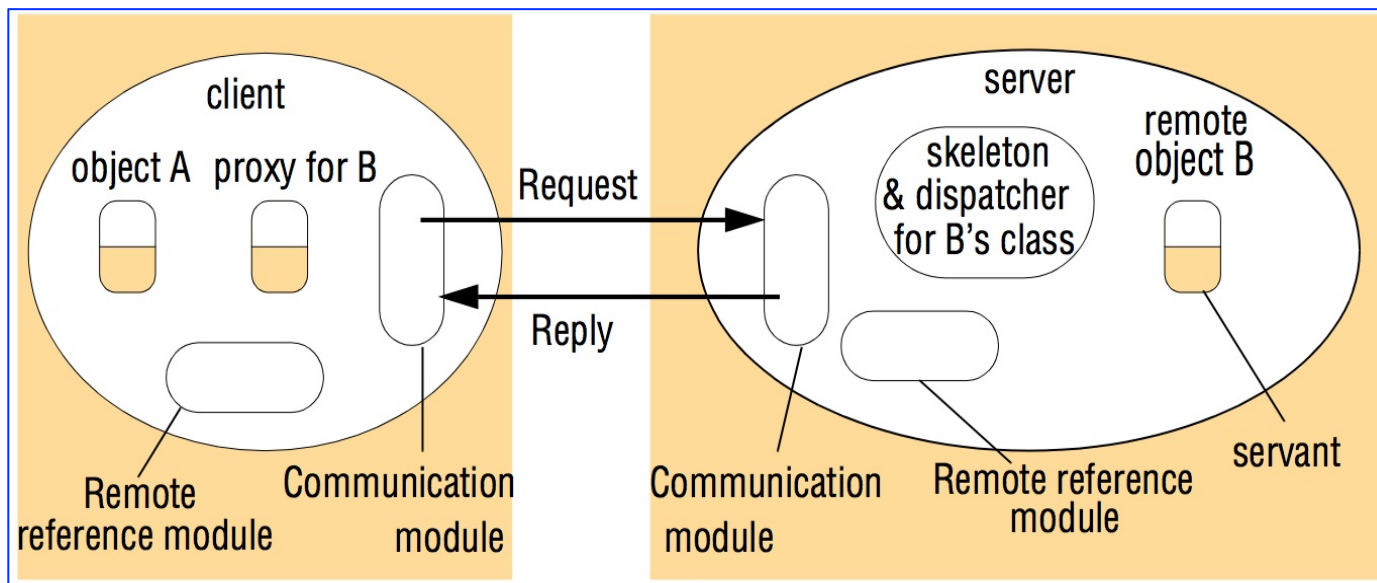 client
object A
proxy for B
Request
Reply
Remote
reference module
Communication
module
server
skeleton
& dispatcher
for B's class
remote
object B
Communication
module
Remote reference
module
servant